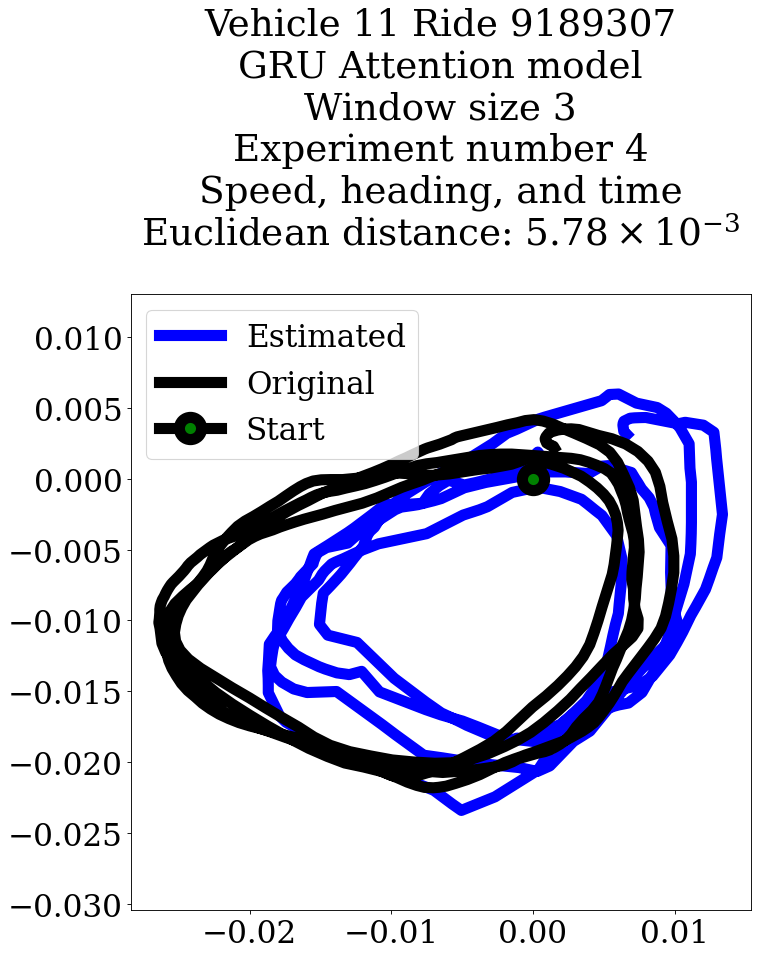 Vehicle 11 Ride 9189307
GRU Attention model
Window size 3
Experiment number 4
Speed, heading, and time
Euclidean distance: 5.78 × 10⁻³
Estimated
Original
Start
0.010
0.005
0.000
−0.005
−0.010
−0.015
−0.020
−0.025
−0.030
−0.02 −0.01 0.00 0.01